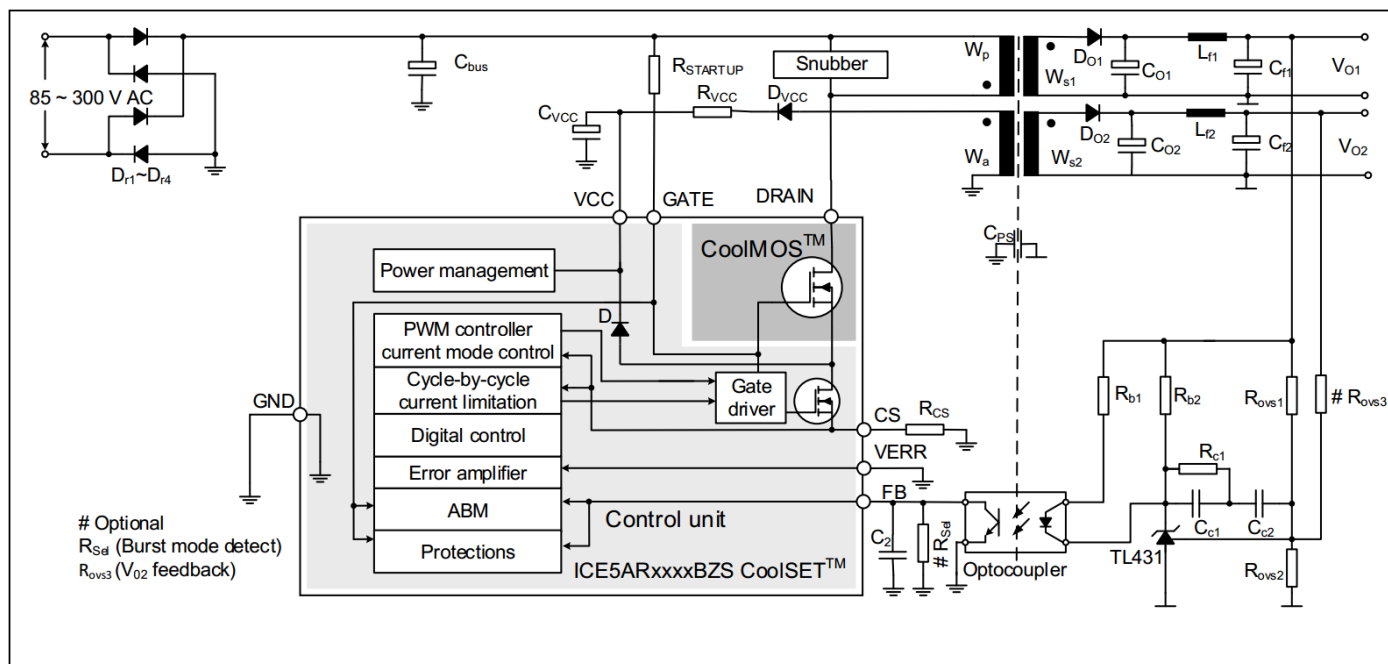 85 ~ 300 V AC
Dr1~Dr4
Cbus
RSTARTUP
Snubber
RVCC
DVCC
CVCC
Wp
Wa
Ws1
Ws2
DO1
CO1
Lf1
Cf1
VO1
DO2
CO2
Lf2
Cf2
VO2
VCC
GATE
DRAIN
CPS
CoolMOS™
Power management
D
PWM controller
current mode control
Cycle-by-cycle
current limitation
Digital control
Error amplifier
ABM
Protections
Gate
driver
GND
CS
RCS
VERR
FB
Control unit
ICE5ARxxxxBZS CoolSET™
C2
# RSel
Optocoupler
Rb1
Rb2
Rovs1
# Rovs3
Rc1
Cc1
Cc2
TL431
Rovs2
# Optional
RSel (Burst mode detect)
Rovs3 (V02 feedback)